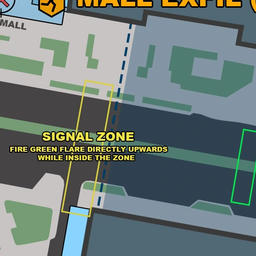 MALL EXFIL (
MALL
SIGNAL ZONE
FIRE GREEN FLARE DIRECTLY UPWARDS
WHILE INSIDE THE ZONE